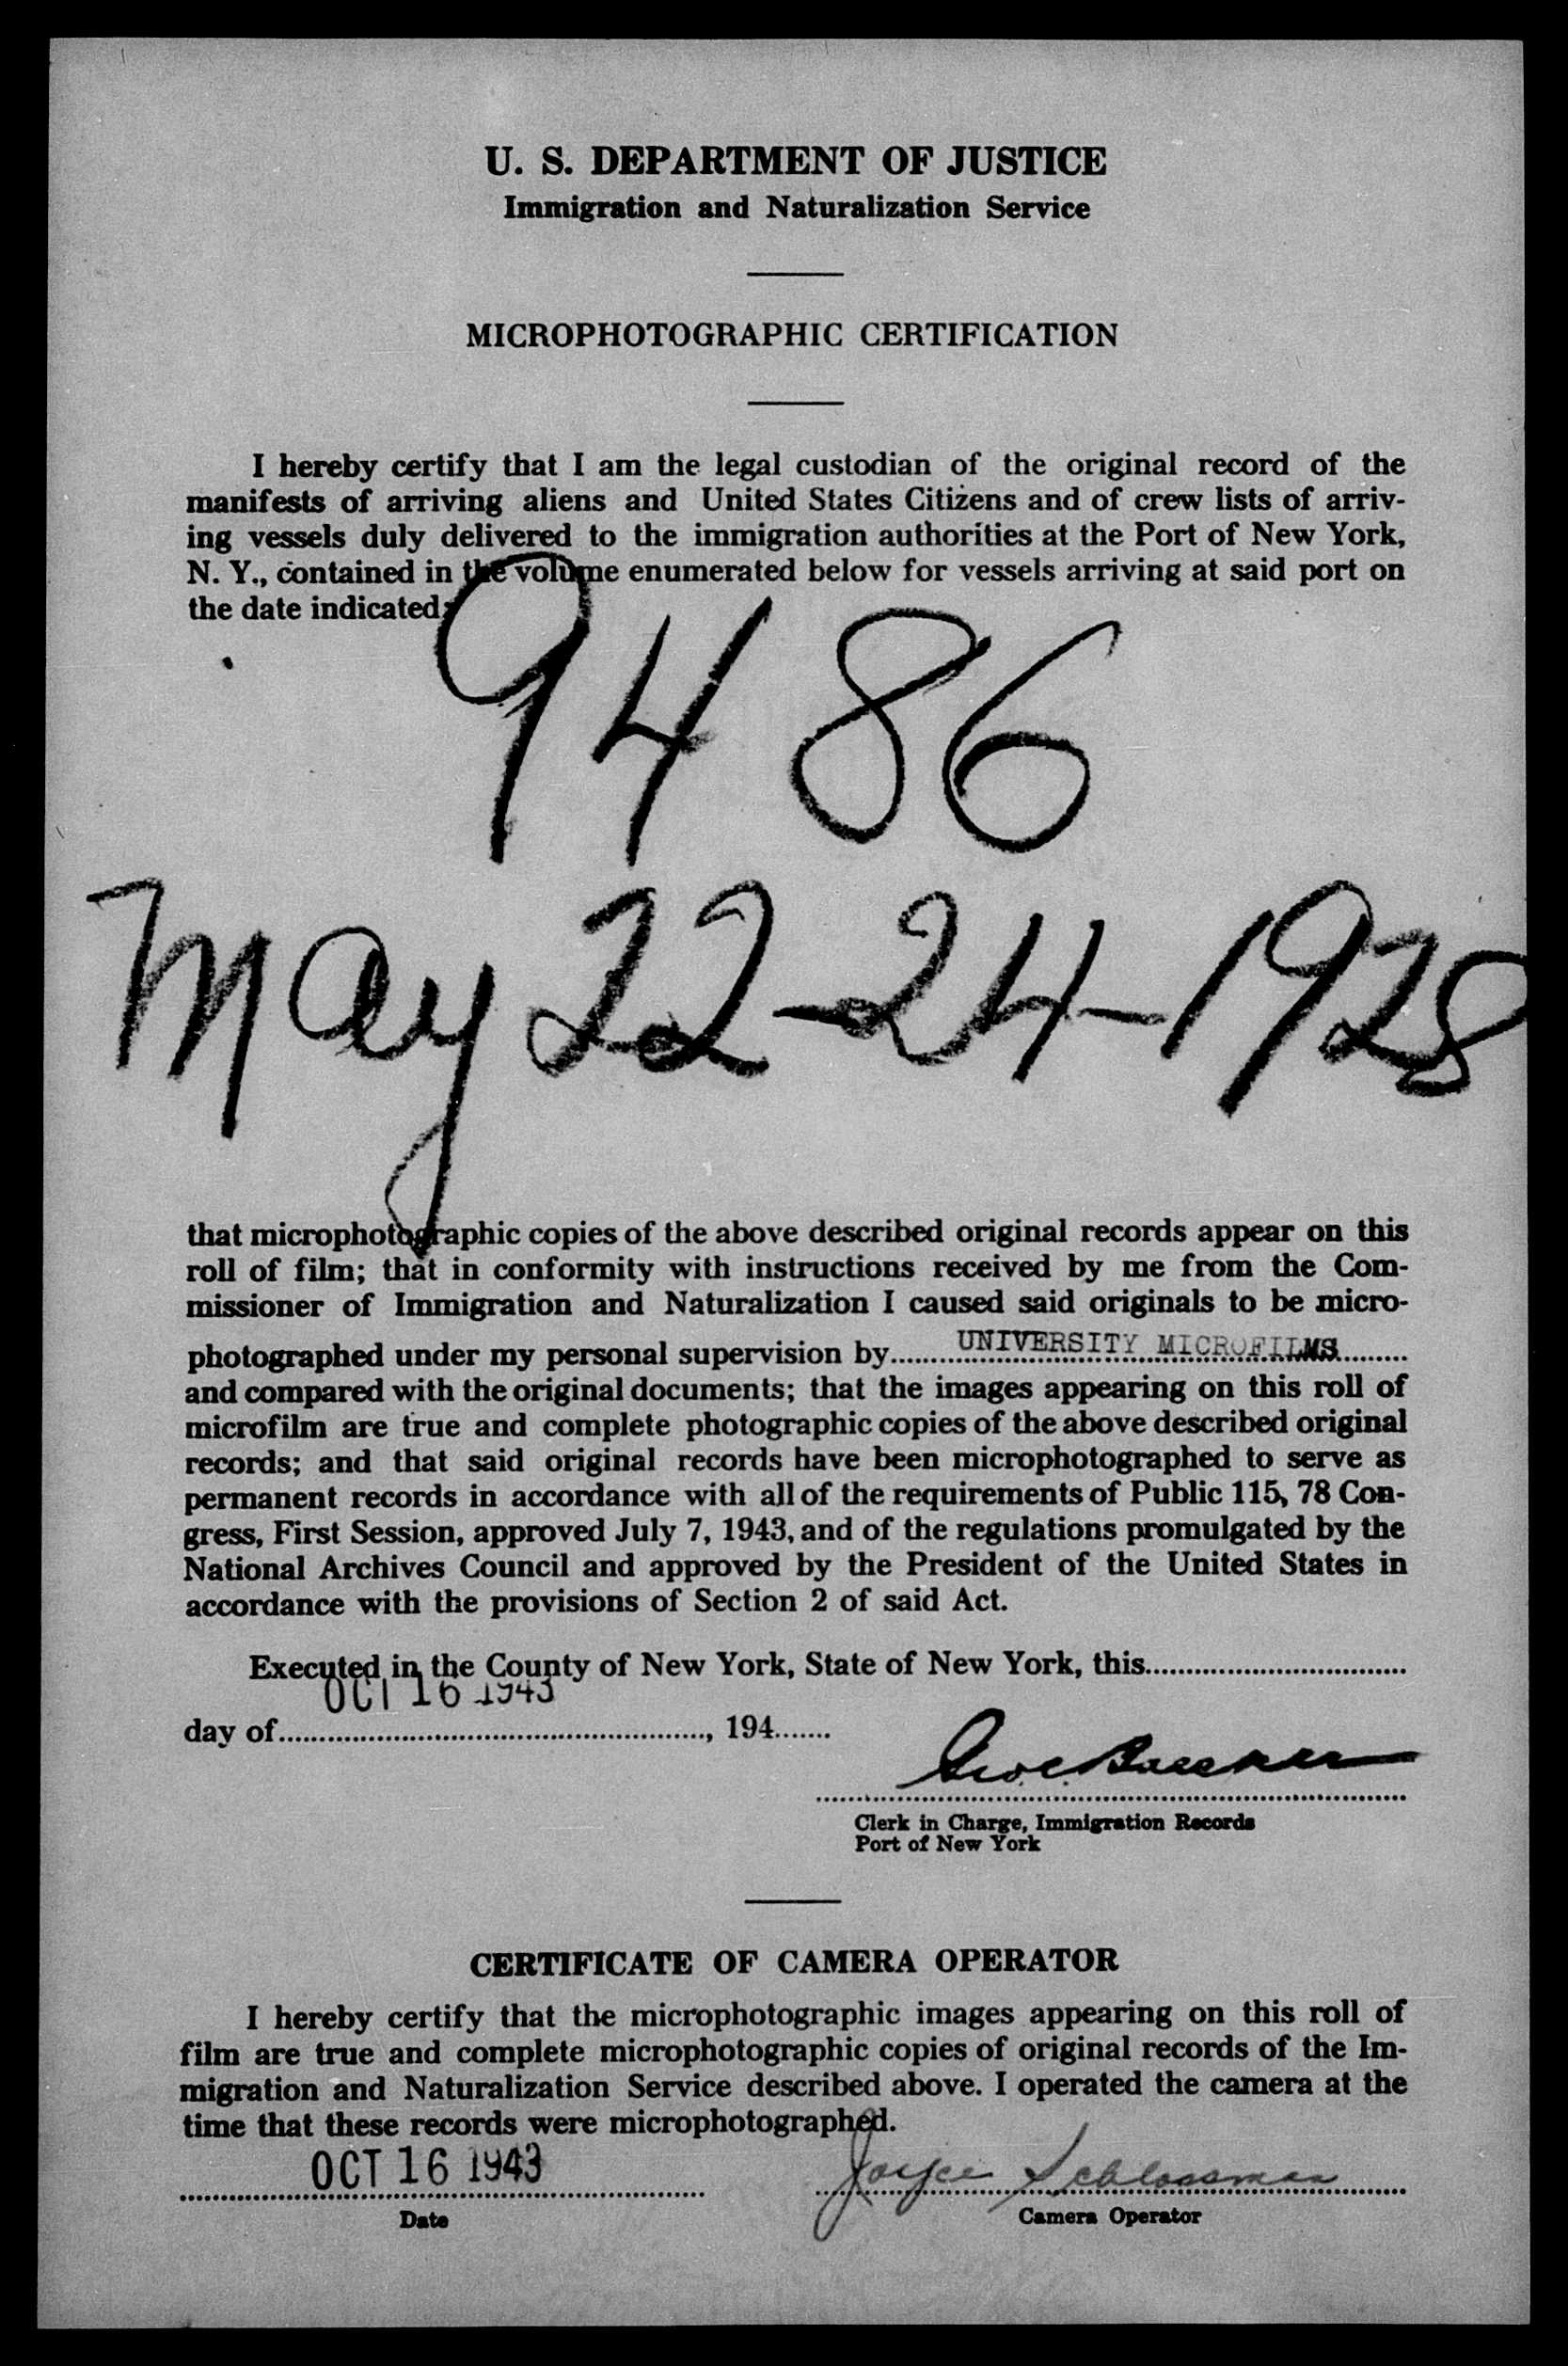 U. S. DEPARTMENT OF JUSTICE
Immigration and Naturalization Service
MICROPHOTOGRAPHIC CERTIFICATION
I hereby certify that I am the legal custodian of the original record of the
manifests of arriving aliens and United States Citizens and of crew lists of arriv-
ing vessels duly delivered to the immigration authorities at the Port of New York,
N. Y., contained in the volume enumerated below for vessels arriving at said port on
the date indicated:
9486
May 22-24-1928
that microphotographic copies of the above described original records appear on this
roll of film; that in conformity with instructions received by me from the Com-
missioner of Immigration and Naturalization I caused said originals to be micro-
photographed under my personal supervision by UNIVERSITY MICROFILMS
and compared with the original documents; that the images appearing on this roll of
microfilm are true and complete photographic copies of the above described original
records; and that said original records have been microphotographed to serve as
permanent records in accordance with all of the requirements of Public 115, 78 Con-
gress, First Session, approved July 7, 1943, and of the regulations promulgated by the
National Archives Council and approved by the President of the United States in
accordance with the provisions of Section 2 of said Act.
Executed in the County of New York, State of New York, this
OCT 16 1943
day of, 194
Clerk in Charge, Immigration Records
Port of New York
CERTIFICATE OF CAMERA OPERATOR
I hereby certify that the microphotographic images appearing on this roll of
film are true and complete microphotographic copies of original records of the Im-
migration and Naturalization Service described above. I operated the camera at the
time that these records were microphotographed.
OCT 16 1943 Joyce Schlossman
Date Camera Operator